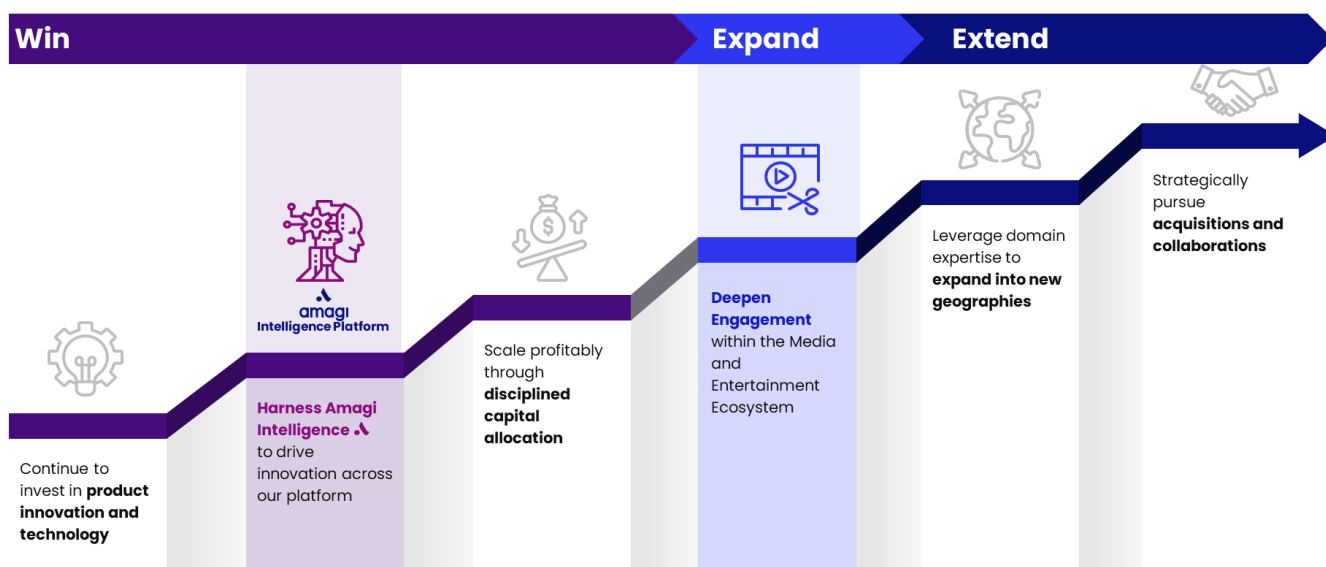 Win
Expand
Extend
amagi
Intelligence Platform
$
Continue to
invest in product
innovation and
technology
Harness Amagi
Intelligence
to drive
innovation across
our platform
Scale profitably
through
disciplined
capital
allocation
Deepen
Engagement
within the Media
and
Entertainment
Ecosystem
Leverage domain
expertise to
expand into new
geographies
Strategically
pursue
acquisitions and
collaborations